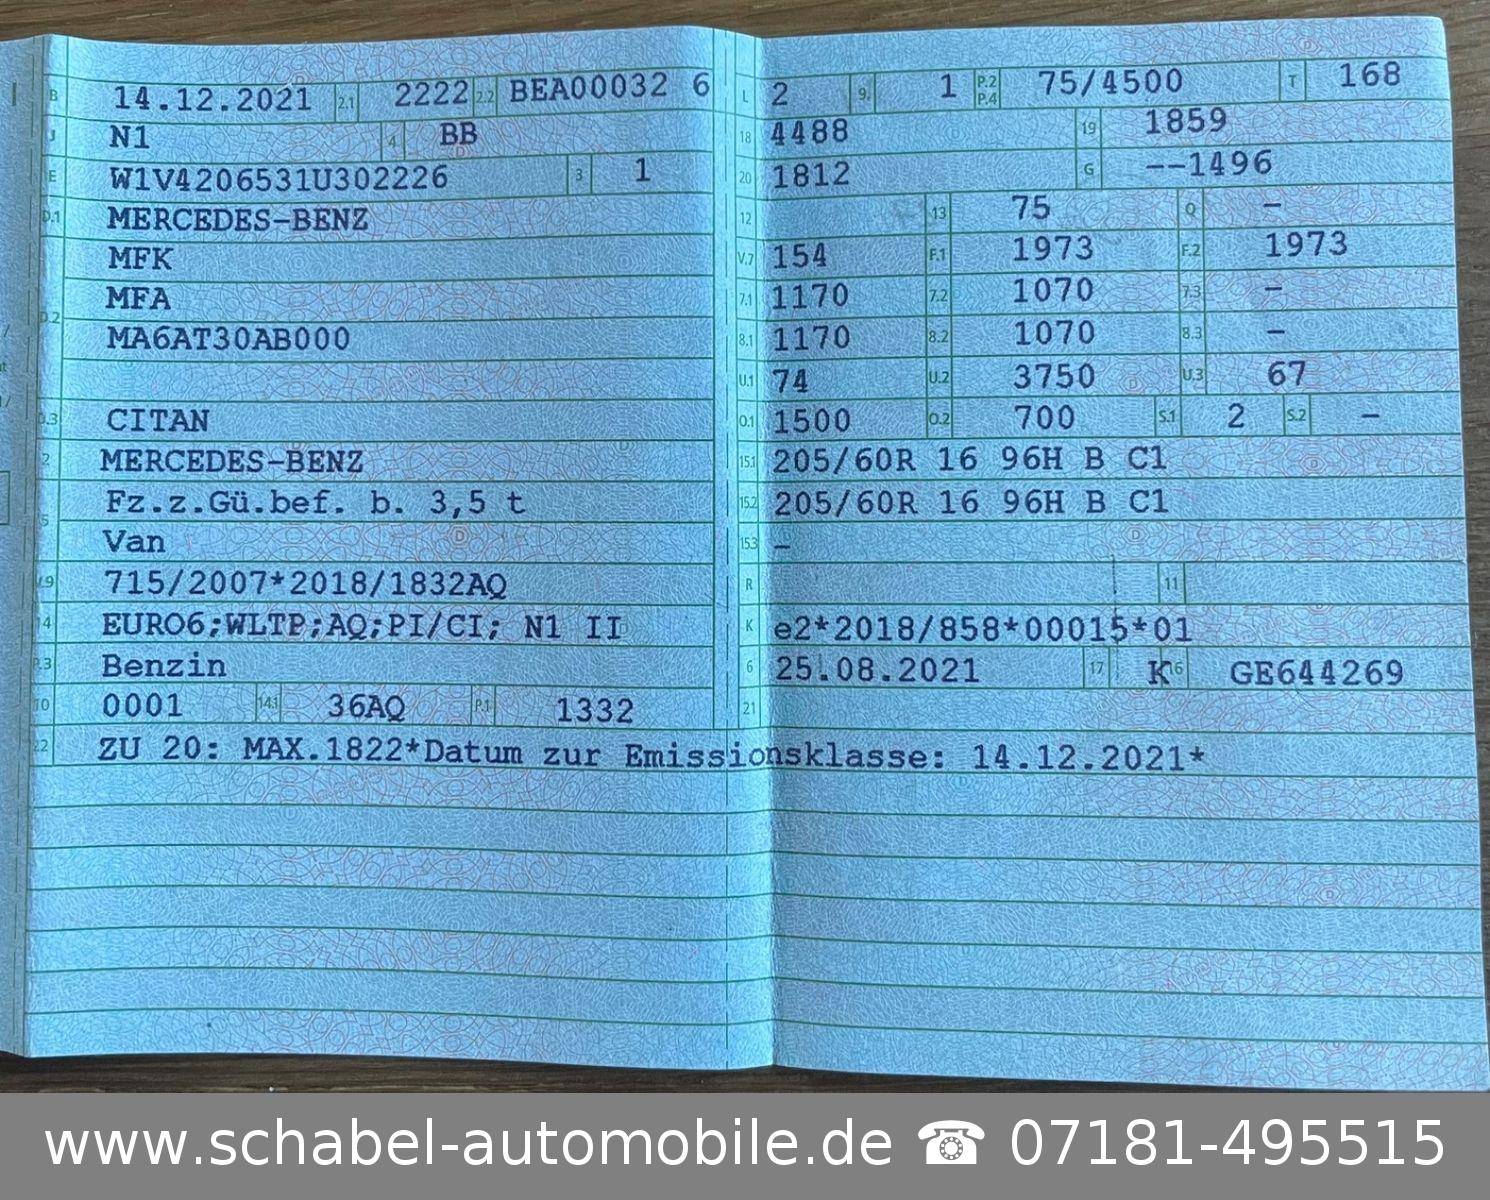 B 14.12.2021 2.1 2222 2.2 BEA00032 6
J N1 4 BB
E W1V4206531U302226 3 1
D.1 MERCEDES-BENZ
MFK
D.2 MFA
MA6AT30AB000
D.3 CITAN
2 MERCEDES-BENZ
5 Fz.z.Gü.bef. b. 3,5 t
Van
V.9 715/2007*2018/1832AQ
14 EURO6;WLTP;AQ;PI/CI; N1 II
P.3 Benzin
10 0001 14.1 36AQ P.1 1332
22 ZU 20: MAX.1822*Datum zur Emissionsklasse: 14.12.2021*
L 2 9. 1 P.2 P.4 75/4500 T 168
18 4488 19 1859
20 1812 G --1496
12 13 75 Q -
V.7 154 F.1 1973 F.2 1973
7.1 1170 7.2 1070 7.3 -
8.1 1170 8.2 1070 8.3 -
U.1 74 U.2 3750 U.3 67
O.1 1500 O.2 700 S.1 2 S.2 -
15.1 205/60R 16 96H B C1
15.2 205/60R 16 96H B C1
15.3 -
R 11
K e2*2018/858*00015*01
6 25.08.2021 17 K 16 GE644269
21
www.schabel-automobile.de ☎ 07181-495515